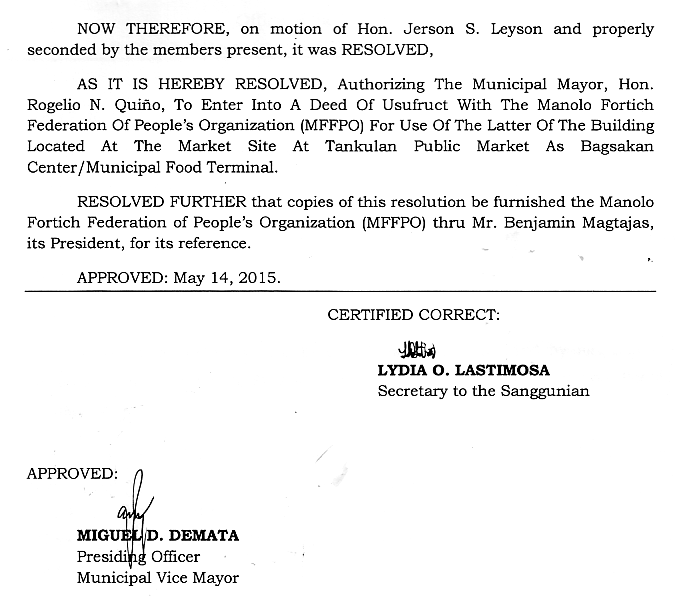 NOW THEREFORE, on motion of Hon. Jerson S. Leyson and properly
seconded by the members present, it was RESOLVED,
AS IT IS HEREBY RESOLVED, Authorizing The Municipal Mayor, Hon.
Rogelio N. Quiño, To Enter Into A Deed Of Usufruct With The Manolo Fortich
Federation Of People's Organization (MFFPO) For Use Of The Latter Of The Building
Located At The Market Site At Tankulan Public Market As Bagsakan
Center/Municipal Food Terminal.
RESOLVED FURTHER that copies of this resolution be furnished the Manolo
Fortich Federation of People's Organization (MFFPO) thru Mr. Benjamin Magtajas,
its President, for its reference.
APPROVED: May 14, 2015.
CERTIFIED CORRECT:
LYDIA O. LASTIMOSA
Secretary to the Sanggunian
APPROVED:
MIGUEL D. DEMATA
Presiding Officer
Municipal Vice Mayor